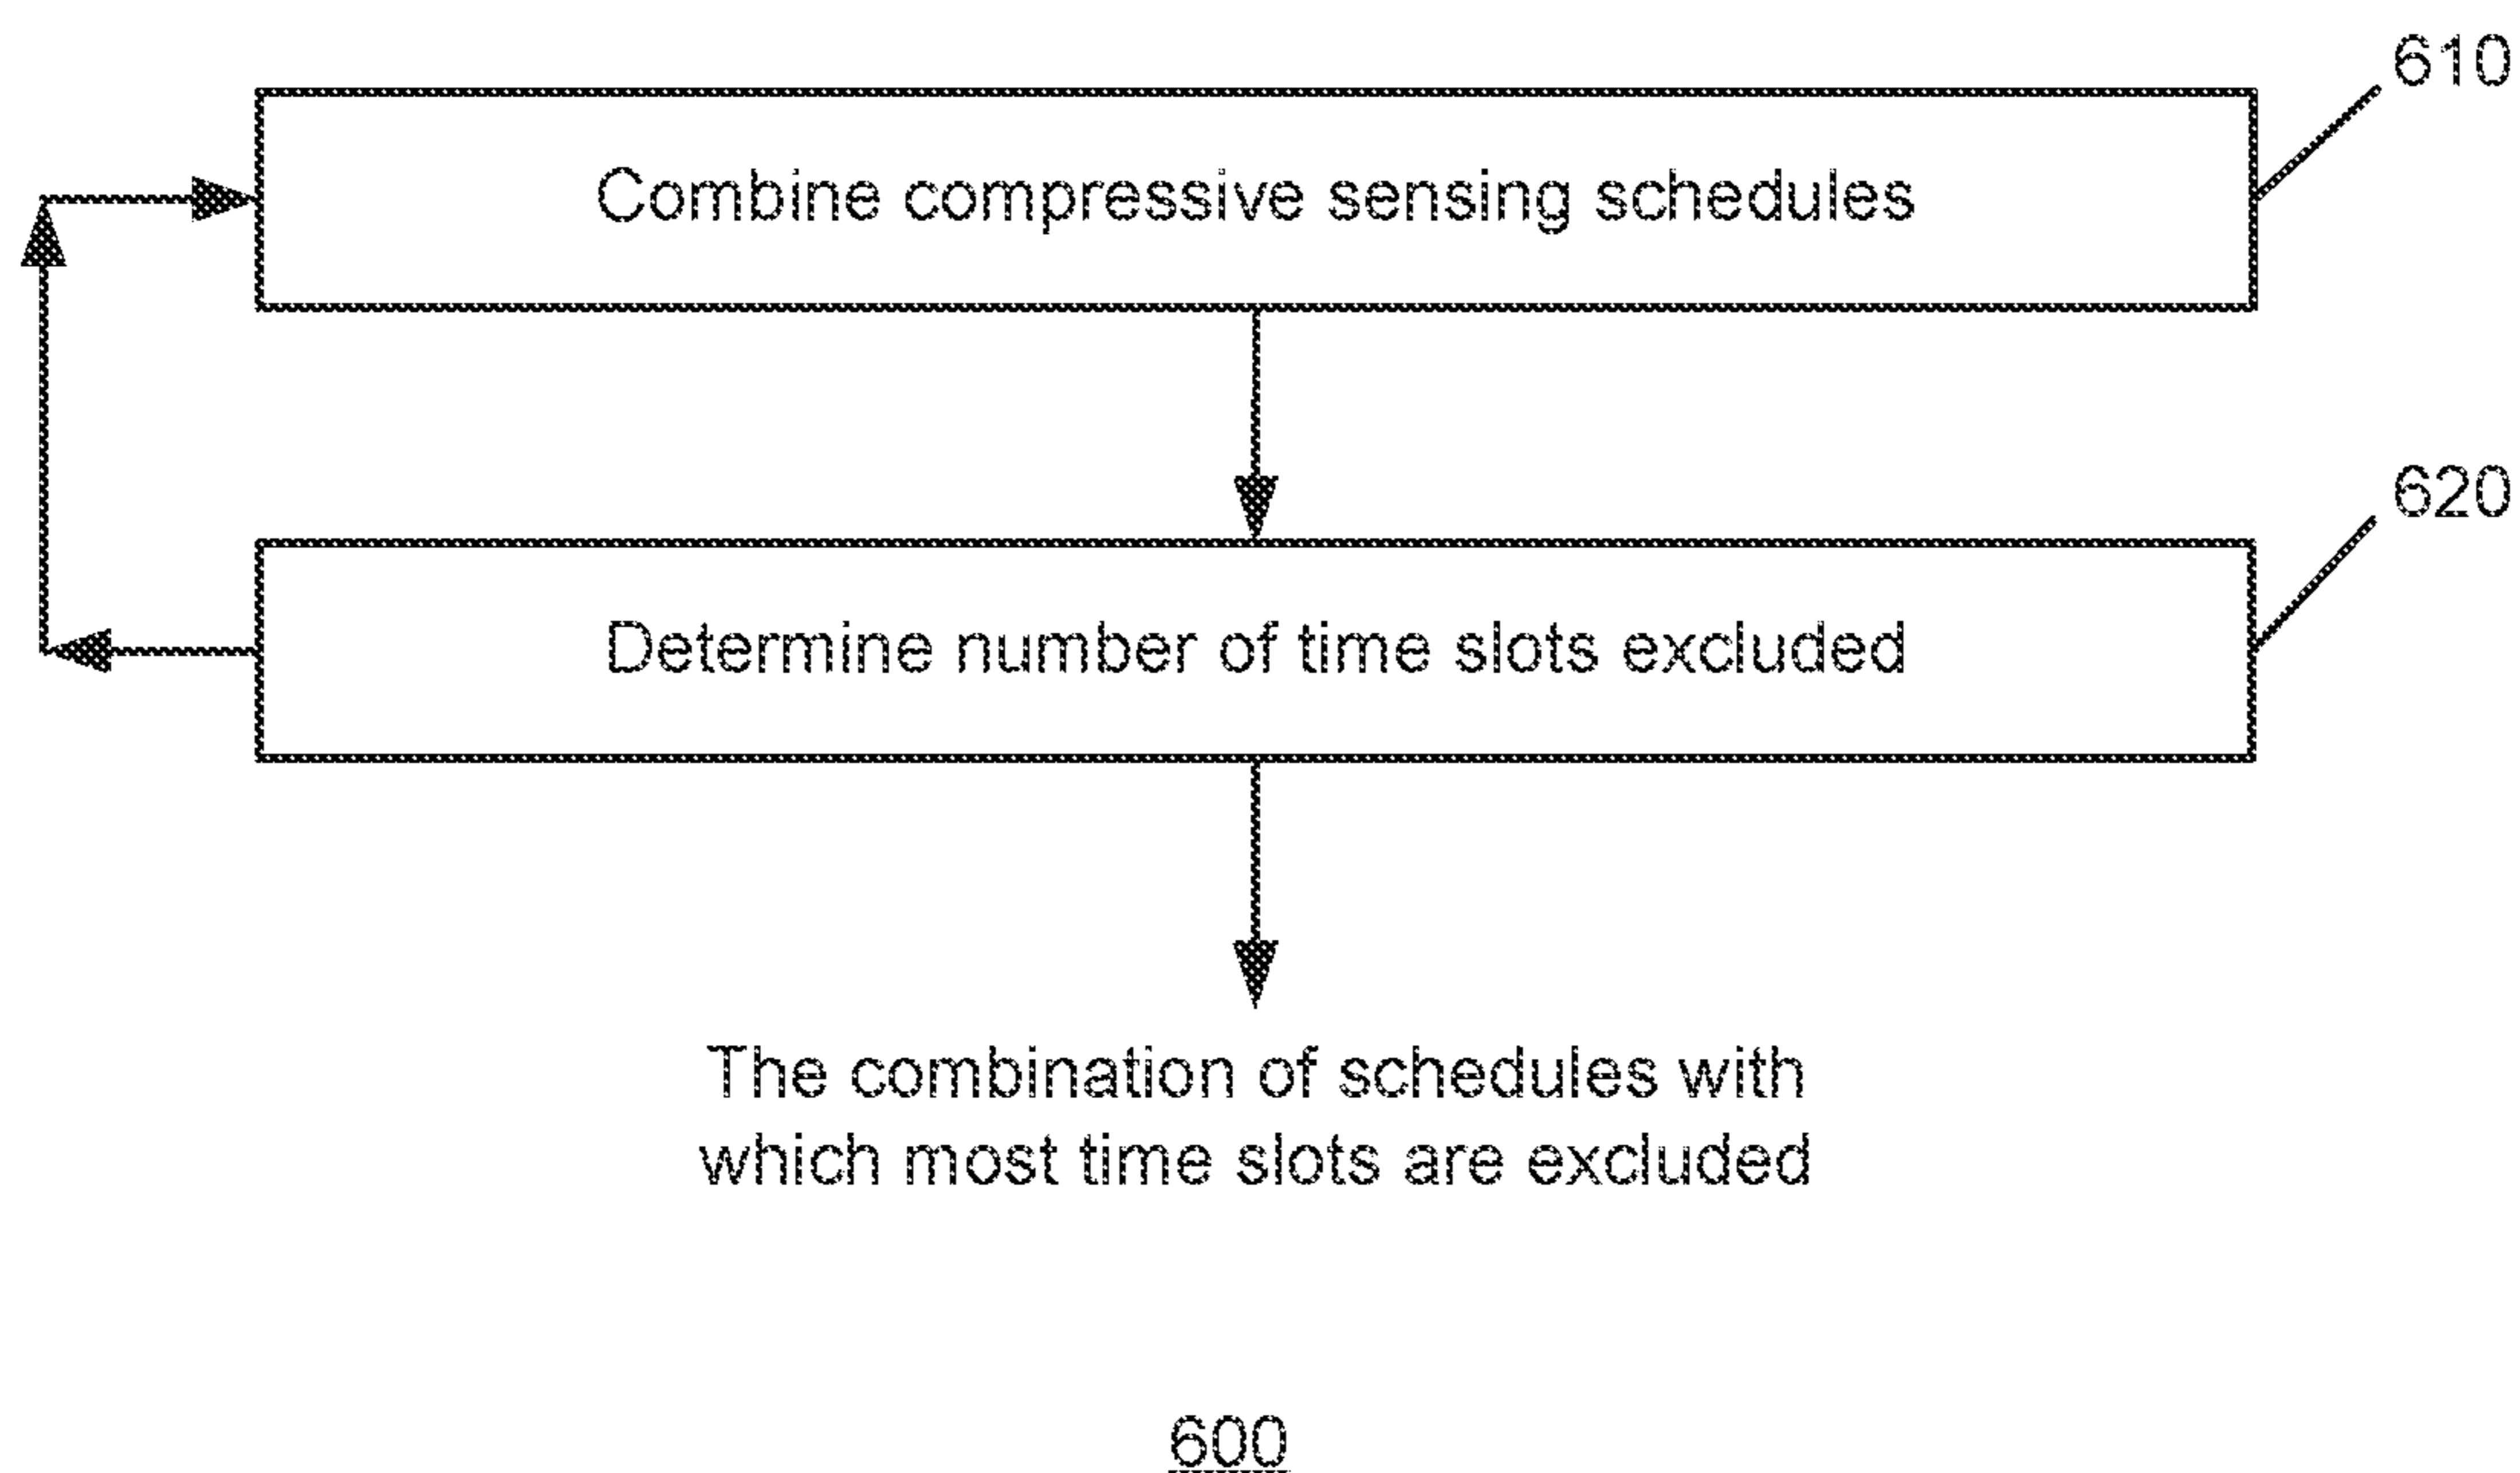 610
Combine compressive sensing schedules
620
Determine number of time slots excluded
The combination of schedules with
which most time slots are excluded
600